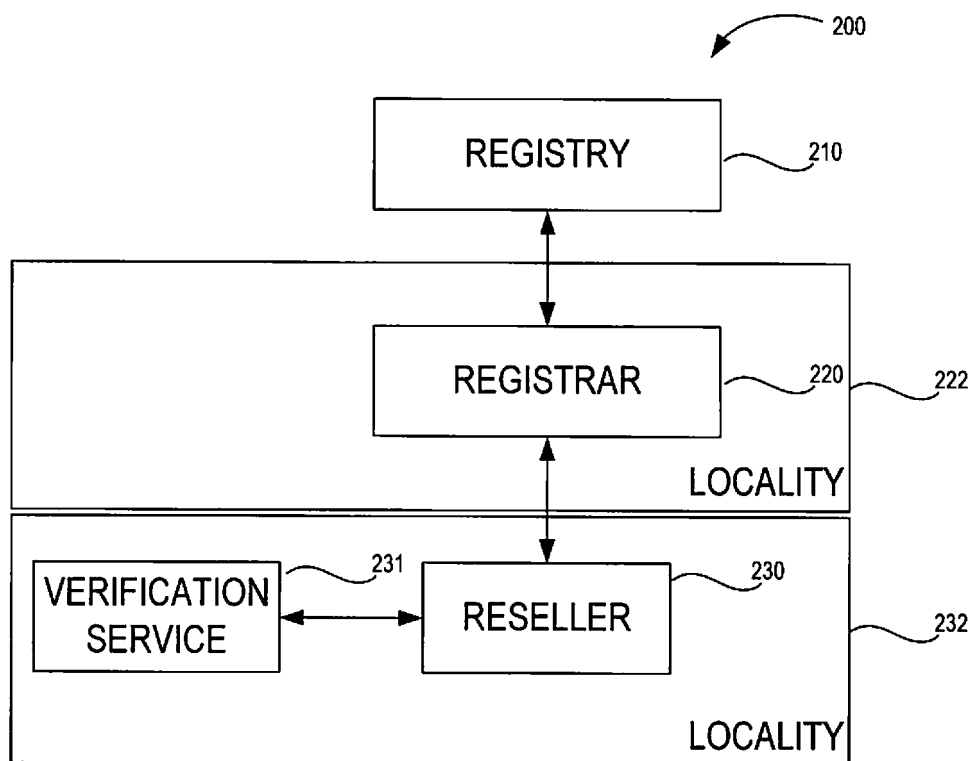 200
REGISTRY
210
REGISTRAR
220
222
LOCALITY
VERIFICATION
SERVICE
231
RESELLER
230
232
LOCALITY